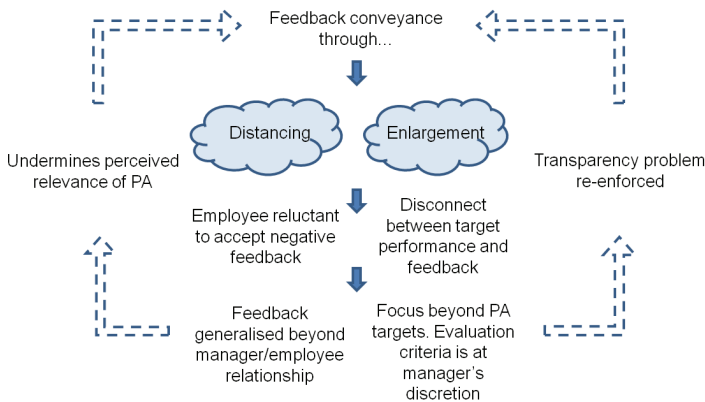 Feedback conveyance
through…
Distancing
Enlargement
Undermines perceived
relevance of PA
Transparency problem
re-enforced
Employee reluctant
to accept negative
feedback
Disconnect
between target
performance and
feedback
Feedback
generalised beyond
manager/employee
relationship
Focus beyond PA
targets. Evaluation
criteria is at
manager's
discretion